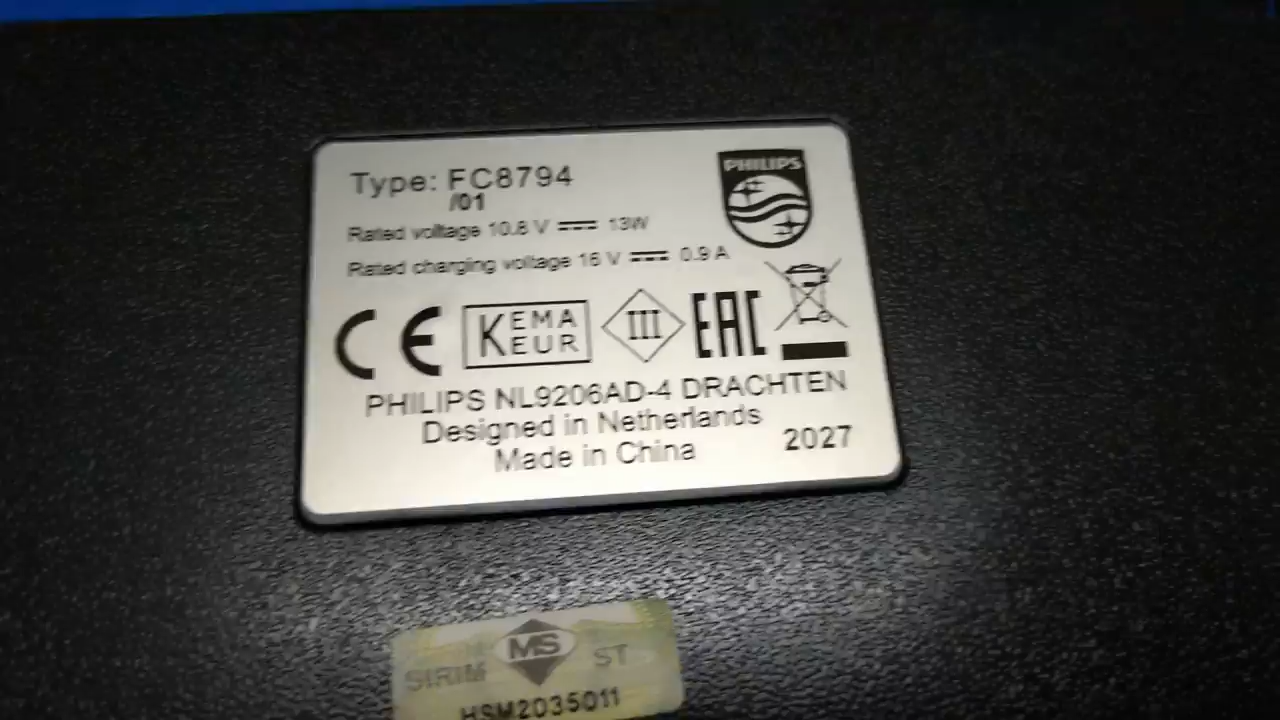 Type: FC8794
/01
PHILIPS
Rated voltage 10.8 V ⎓ 13W
Rated charging voltage 16 V ⎓ 0.9 A
CE KEMA KEUR III EAC
PHILIPS NL9206AD-4 DRACHTEN
Designed in Netherlands
Made in China 2027
MS
SIRIM ST
HSM2035011